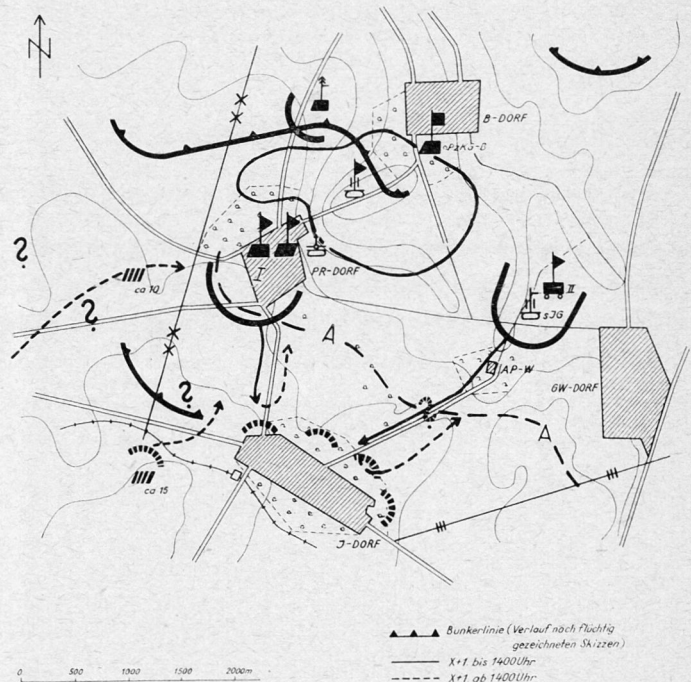 N
B-DORF
PzKG-B
I
PR-DORF
ca 10
?
?
?
A
II
sJG
AP-W
GW-DORF
A
ca 15
J-DORF
Bunkerlinie (Verlauf nach flüchtig
gezeichneten Skizzen)
X+1 bis 1400 Uhr
X+1 ab 1400 Uhr
0 500 1000 1500 2000m